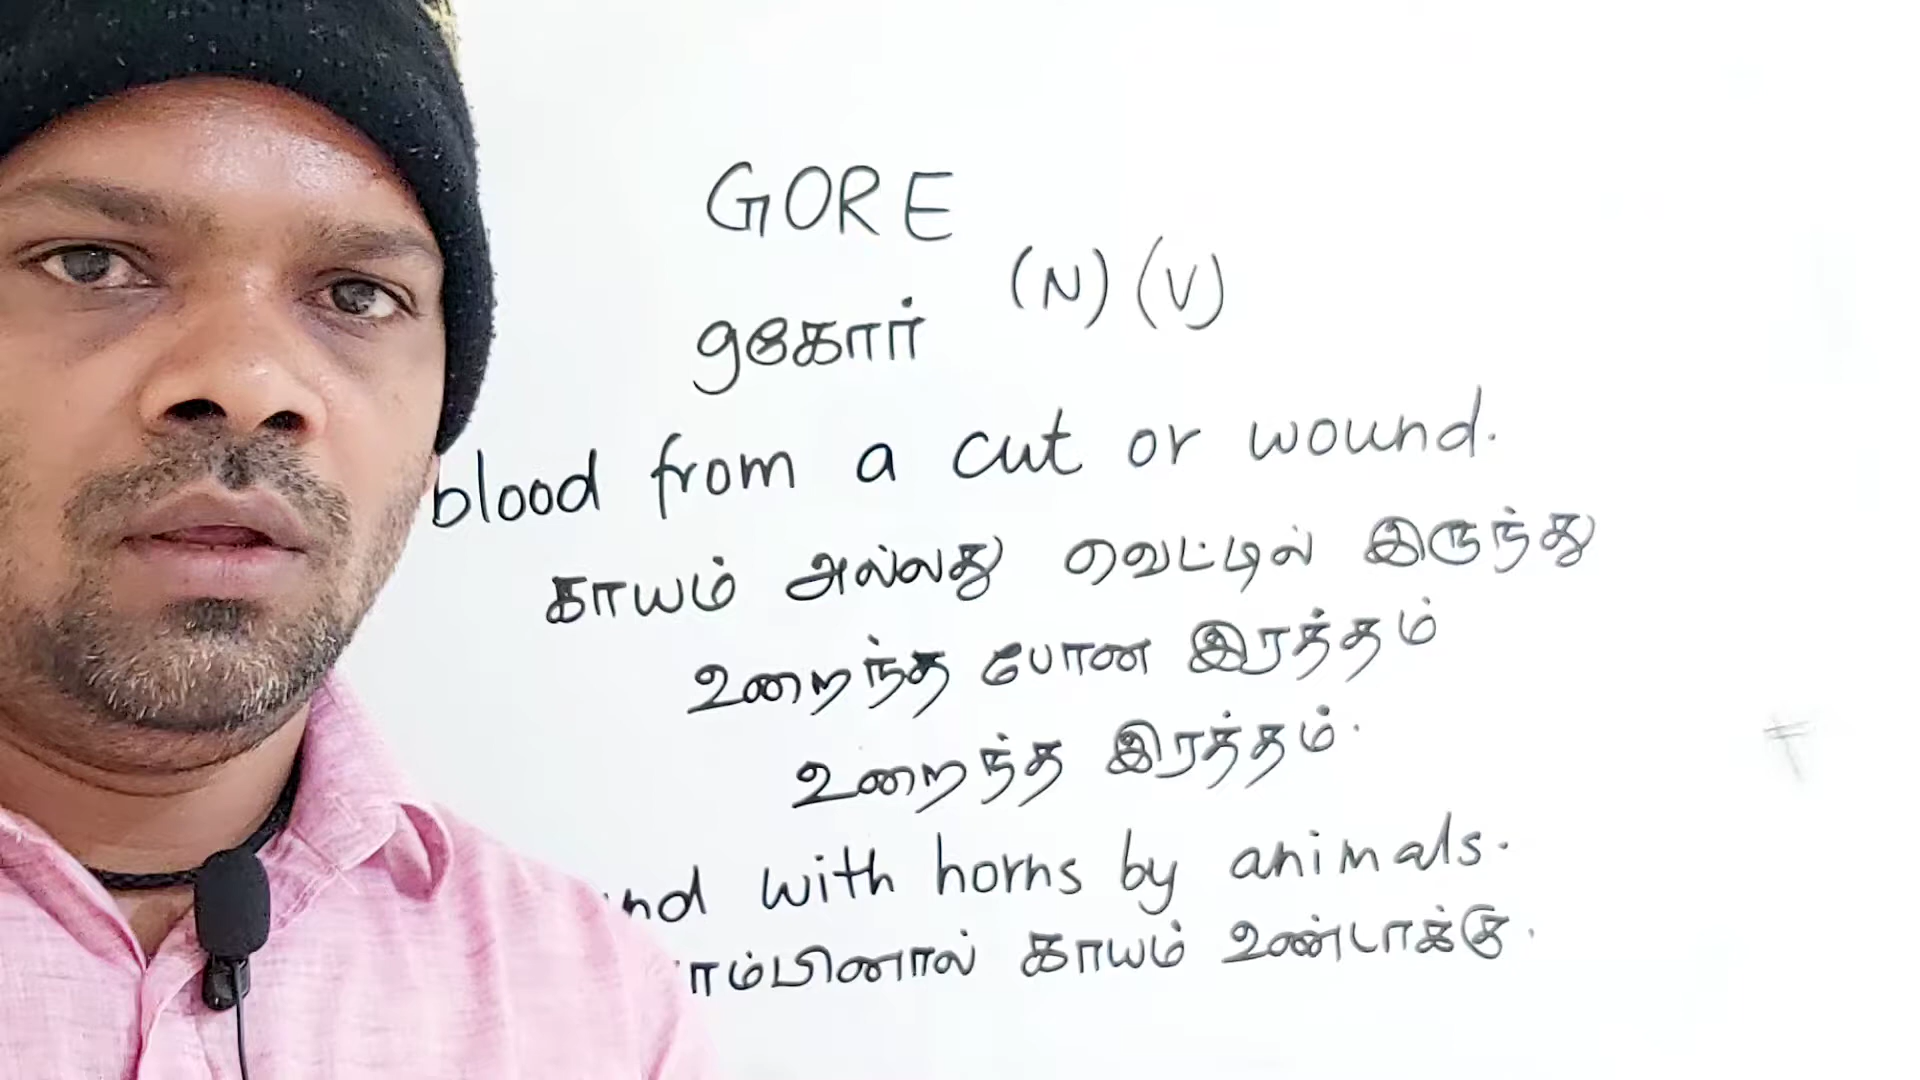 GORE
(N) (V)
gகோர்
blood from a cut or wound.
காயம் அல்லது வெட்டில் இருந்து
உறைந்த போன இரத்தம்
உறைந்த இரத்தம்.
with horns by animals.
காயம் உண்டாக்கு.